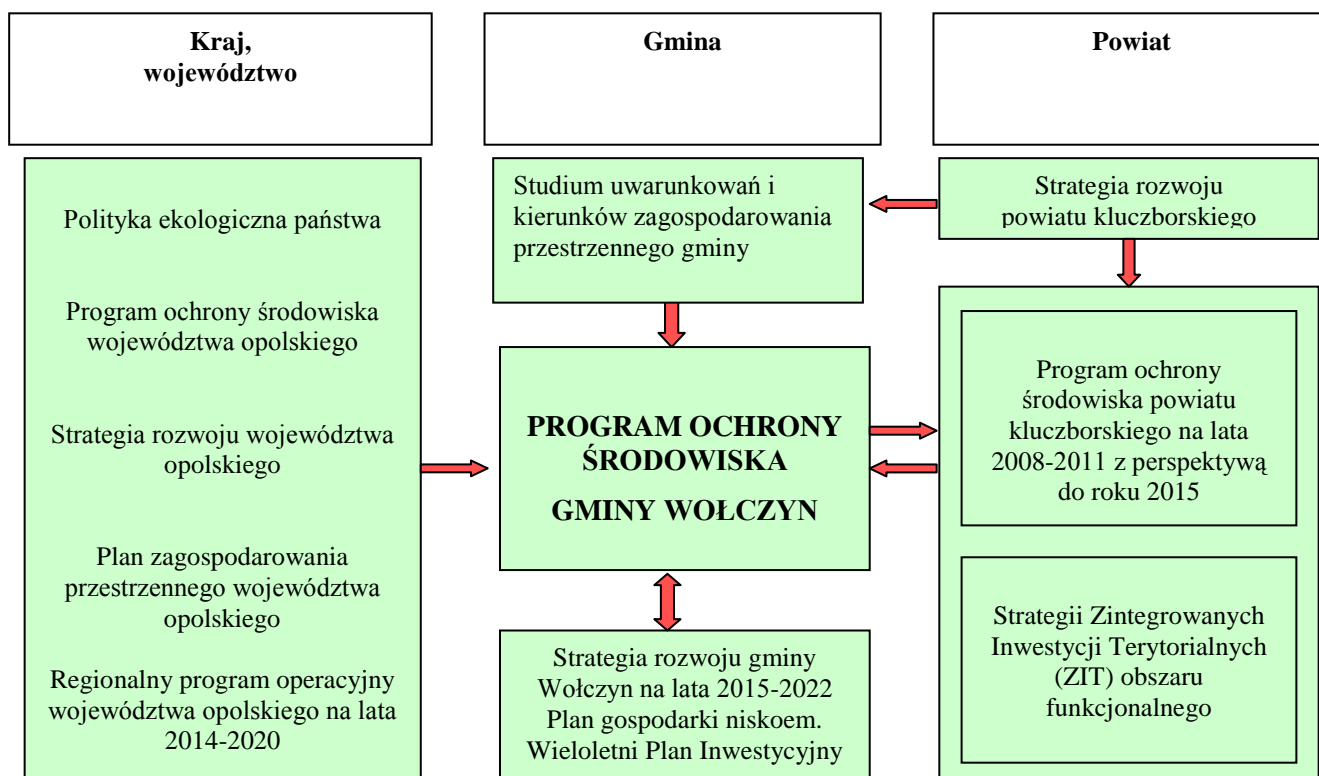 Kraj,
województwo
Gmina
Powiat
Polityka ekologiczna państwa
Program ochrony środowiska
województwa opolskiego
Strategia rozwoju województwa
opolskiego
Plan zagospodarowania
przestrzennego województwa
opolskiego
Regionalny program operacyjny
województwa opolskiego na lata
2014-2020
Studium uwarunkowań i
kierunków zagospodarowania
przestrzennego gminy
PROGRAM OCHRONY
ŚRODOWISKA
GMINY WOŁCZYN
Strategia rozwoju gminy
Wołczyn na lata 2015-2022
Plan gospodarki niskoem.
Wieloletni Plan Inwestycyjny
Strategia rozwoju
powiatu kluczborskiego
Program ochrony
środowiska powiatu
kluczborskiego na lata
2008-2011 z perspektywą
do roku 2015
Strategii Zintegrowanych
Inwestycji Terytorialnych
(ZIT) obszaru
funkcjonalnego